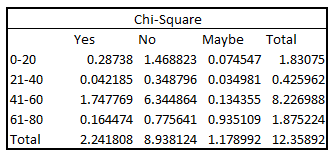 Chi-Square
Yes No Maybe Total
0-20 0.28738 1.468823 0.074547 1.83075
21-40 0.042185 0.348796 0.034981 0.425962
41-60 1.747769 6.344864 0.134355 8.226988
61-80 0.164474 0.775641 0.935109 1.875224
Total 2.241808 8.938124 1.178992 12.35892